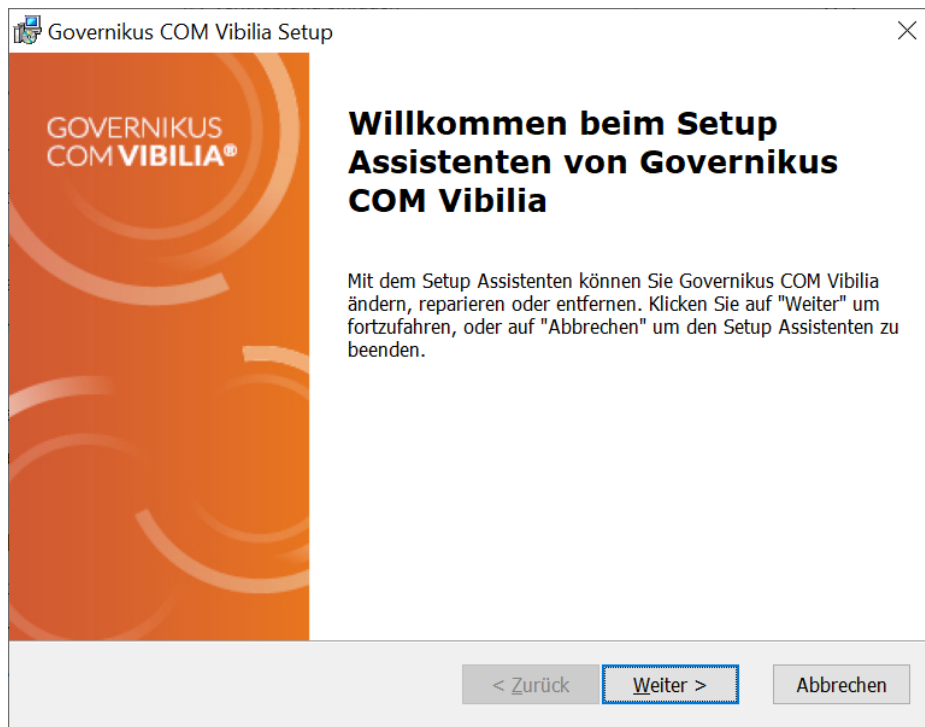 Governikus COM Vibilia Setup
GOVERNIKUS
COM VIBILIA®
Willkommen beim Setup
Assistenten von Governikus
COM Vibilia
Mit dem Setup Assistenten können Sie Governikus COM Vibilia
ändern, reparieren oder entfernen. Klicken Sie auf "Weiter" um
fortzufahren, oder auf "Abbrechen" um den Setup Assistenten zu
beenden.
< Zurück
Weiter >
Abbrechen